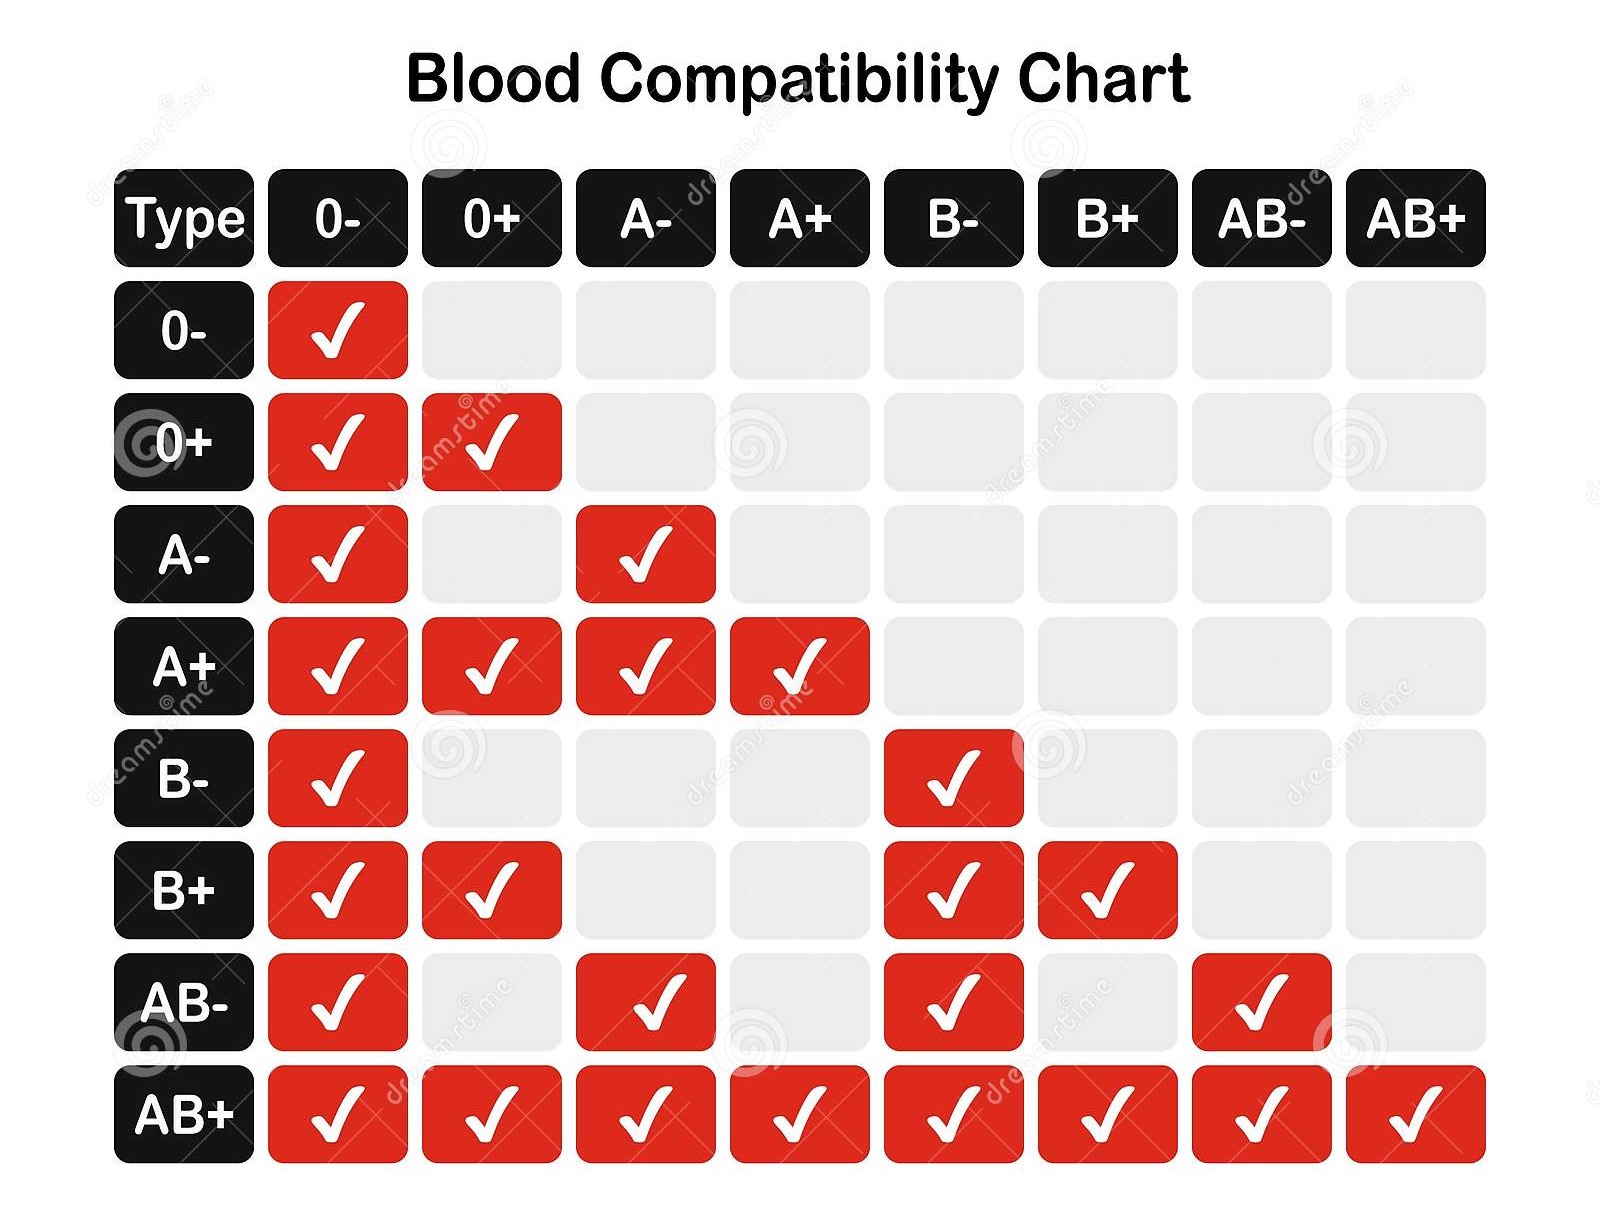 Blood Compatibility Chart
Type 0- 0+ A- A+ B- B+ AB- AB+
0- ✓
0+ ✓ ✓
A- ✓ ✓
A+ ✓ ✓ ✓ ✓
B- ✓ ✓
B+ ✓ ✓ ✓ ✓
AB- ✓ ✓ ✓ ✓
AB+ ✓ ✓ ✓ ✓ ✓ ✓ ✓ ✓
dreamstime